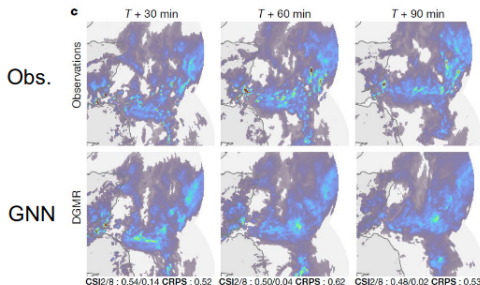 c
T + 30 min
T + 60 min
T + 90 min
Obs.
Observations
GNN
DGMR
CSI2/8 : 0.54/0.14 CRPS : 0.52
CSI2/8 : 0.50/0.04 CRPS : 0.62
CSI2/8 : 0.48/0.02 CRPS : 0.53